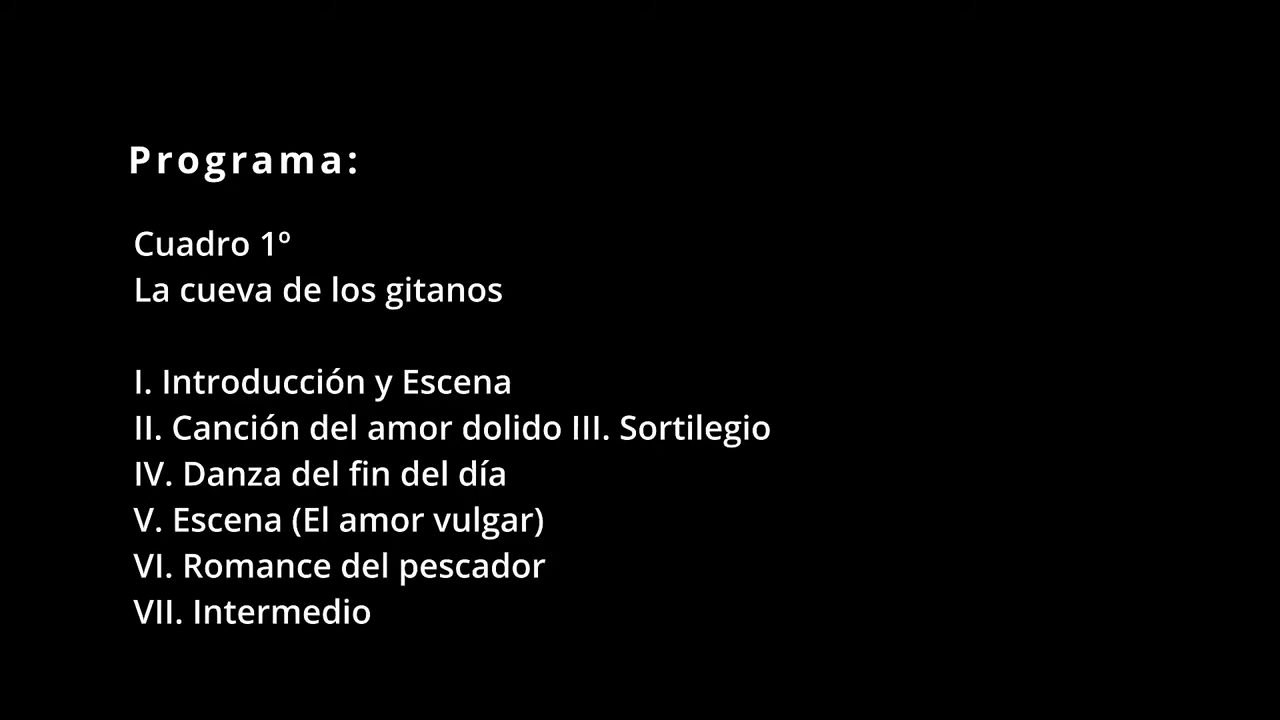 Programa:
Cuadro 1º
La cueva de los gitanos
I. Introducción y Escena
II. Canción del amor dolido III. Sortilegio
IV. Danza del fin del día
V. Escena (El amor vulgar)
VI. Romance del pescador
VII. Intermedio